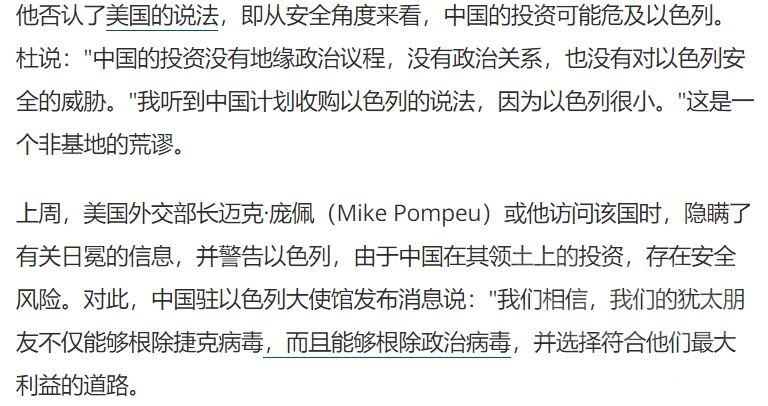 他否认了美国的说法，即从安全角度来看，中国的投资可能危及以色列。
杜说："中国的投资没有地缘政治议程，没有政治关系，也没有对以色列安
全的威胁。"我听到中国计划收购以色列的说法，因为以色列很小。"这是一
个非基地的荒谬。
上周，美国外交部长迈克·庞佩（Mike Pompeu）或他访问该国时，隐瞒了
有关日冕的信息，并警告以色列，由于中国在其领土上的投资，存在安全
风险。对此，中国驻以色列大使馆发布消息说："我们相信，我们的犹太朋
友不仅能够根除捷克病毒，而且能够根除政治病毒，并选择符合他们最大
利益的道路。